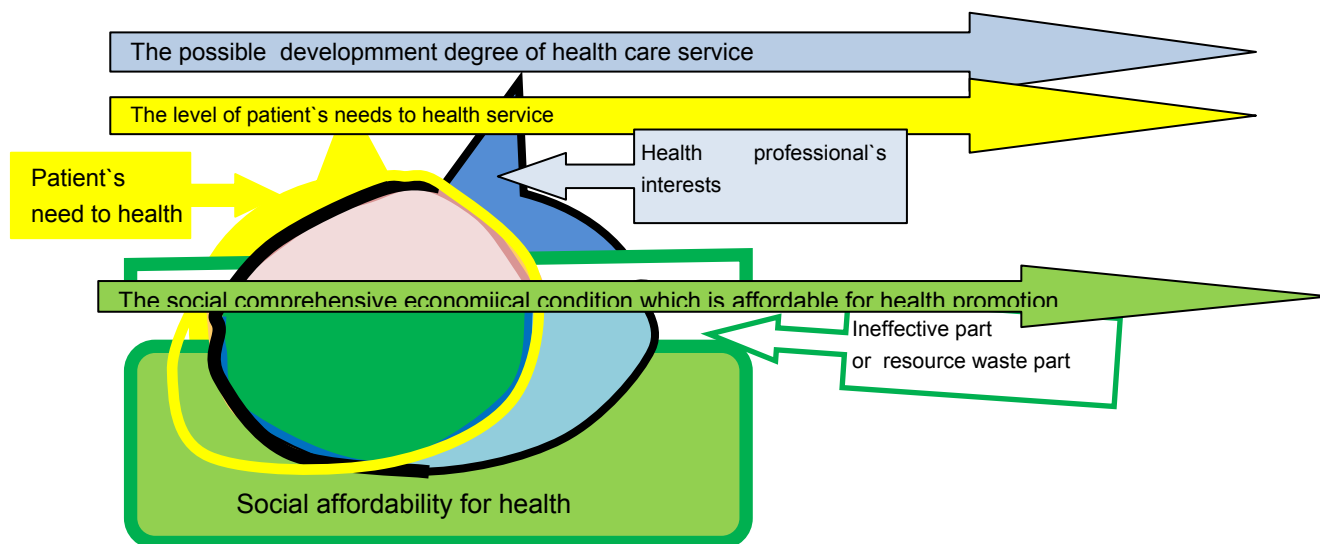 The possible developmment degree of health care service
The level of patient`s needs to health service
Health professional`s
interests
Patient`s
need to health
The social comprehensive economiical condition which is affordable for health promotion
Ineffective part
or resource waste part
Social affordability for health